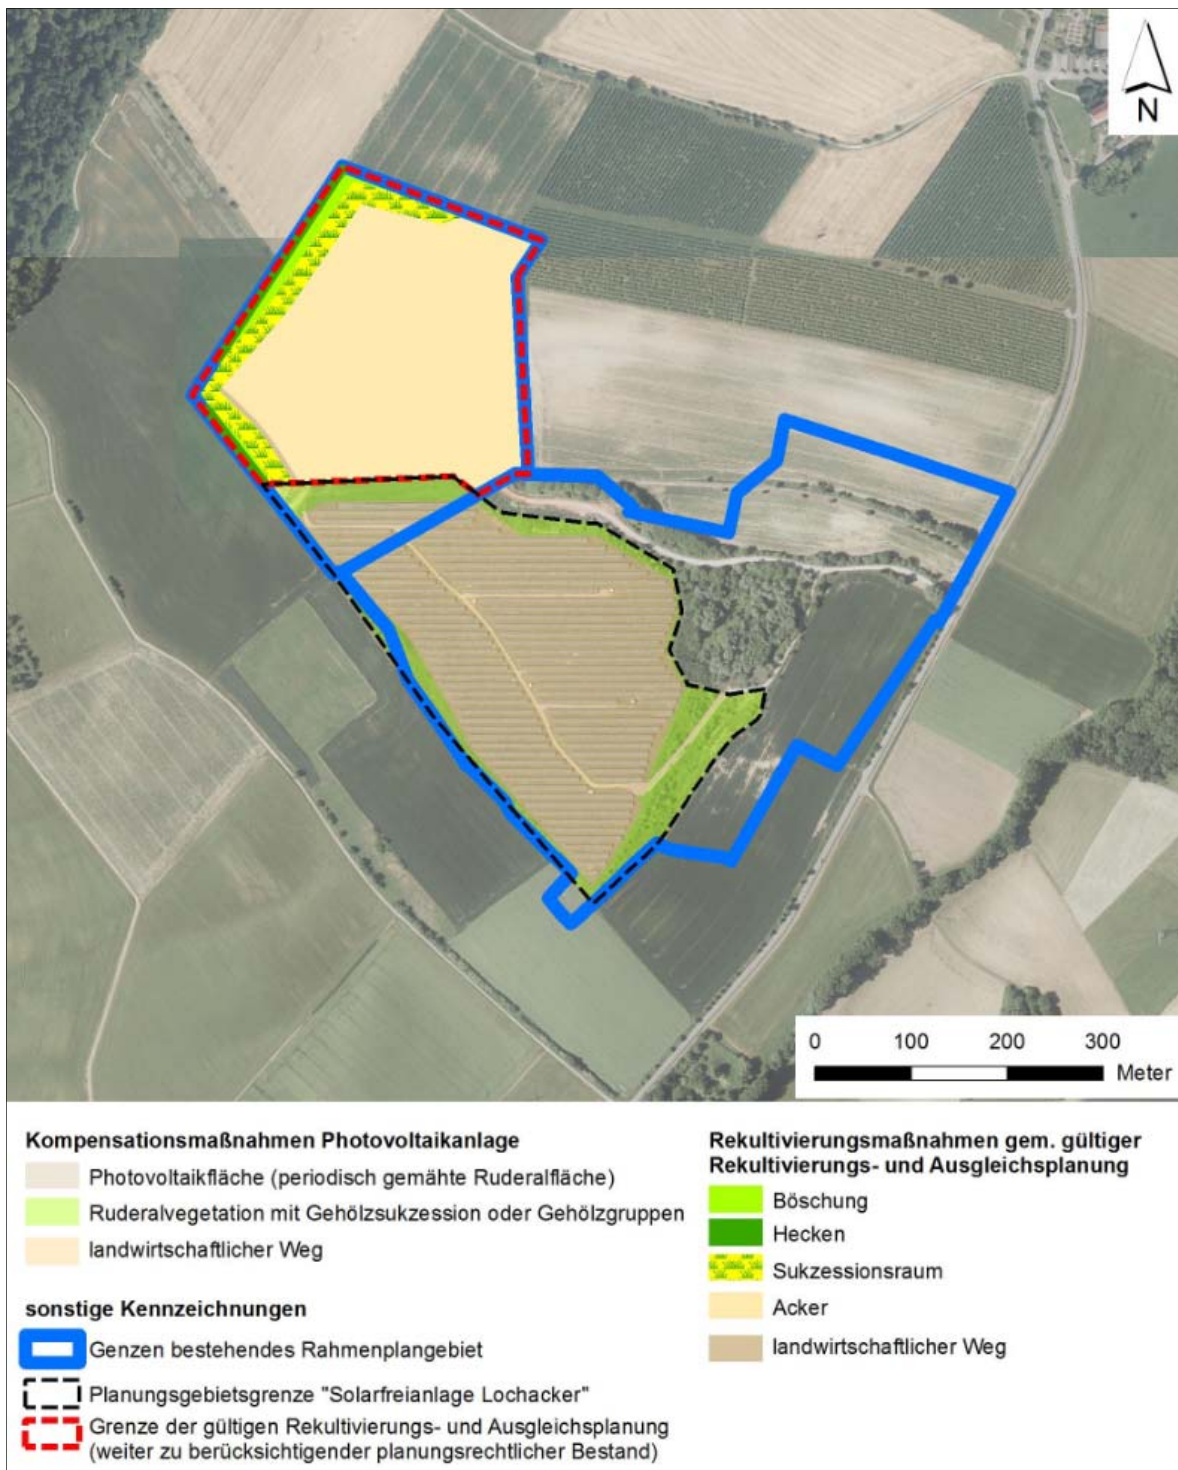 N
0 100 200 300
Meter
Kompensationsmaßnahmen Photovoltaikanlage
Photovoltaikfläche (periodisch gemähte Ruderalfläche)
Ruderalvegetation mit Gehölzsukzession oder Gehölzgruppen
landwirtschaftlicher Weg
sonstige Kennzeichnungen
Genzen bestehendes Rahmenplangebiet
Planungsgebietsgrenze "Solarfreianlage Lochacker"
Grenze der gültigen Rekultivierungs- und Ausgleichsplanung
(weiter zu berücksichtigender planungsrechtlicher Bestand)
Rekultivierungsmaßnahmen gem. gültiger
Rekultivierungs- und Ausgleichsplanung
Böschung
Hecken
Sukzessionsraum
Acker
landwirtschaftlicher Weg